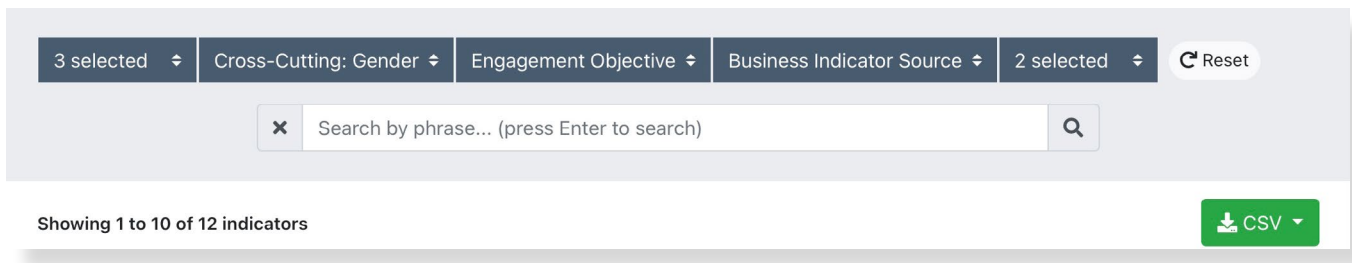 3 selected Cross-Cutting: Gender Engagement Objective Business Indicator Source 2 selected Reset
Search by phrase... (press Enter to search)
Showing 1 to 10 of 12 indicators CSV